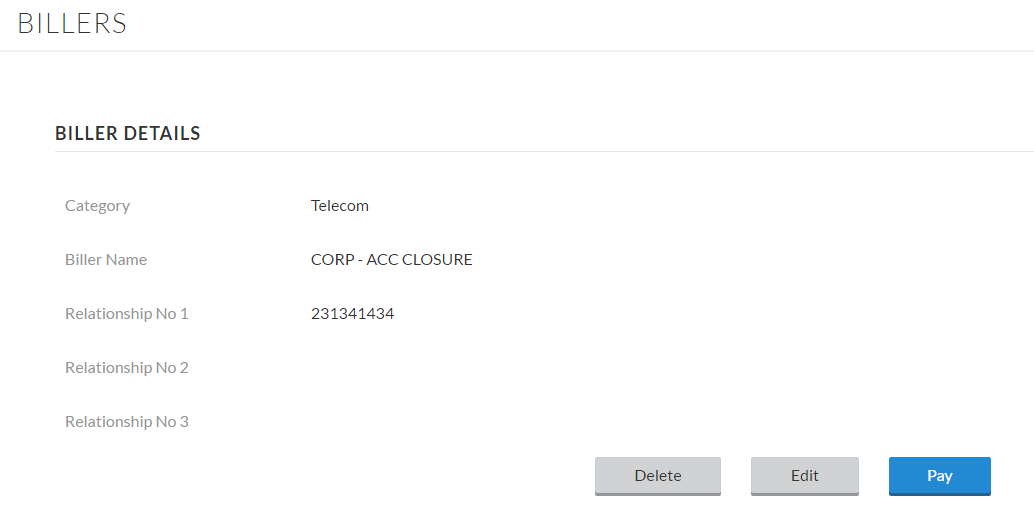 BILLERS
BILLER DETAILS
Category Telecom
Biller Name CORP - ACC CLOSURE
Relationship No 1 231341434
Relationship No 2
Relationship No 3
Delete Edit Pay